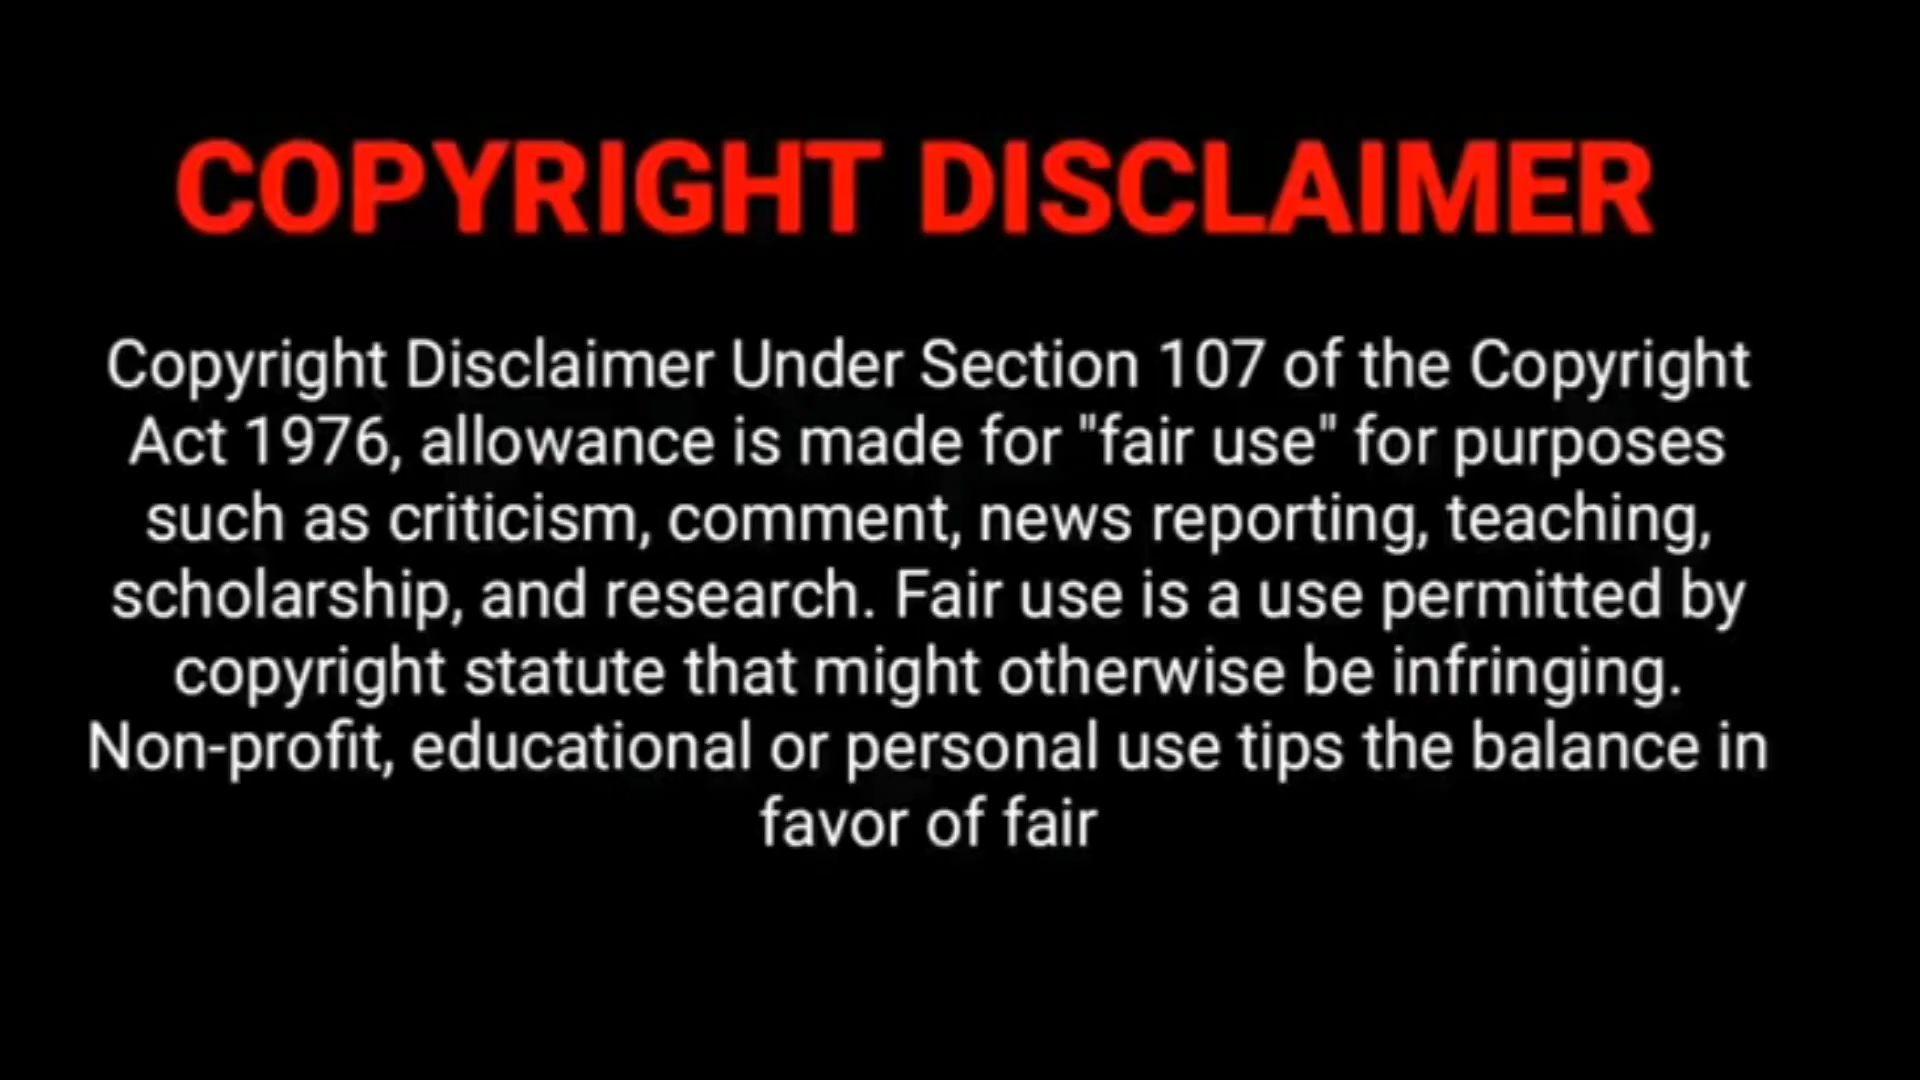 COPYRIGHT DISCLAIMER
Copyright Disclaimer Under Section 107 of the Copyright
Act 1976, allowance is made for "fair use" for purposes
such as criticism, comment, news reporting, teaching,
scholarship, and research. Fair use is a use permitted by
copyright statute that might otherwise be infringing.
Non-profit, educational or personal use tips the balance in
favor of fair